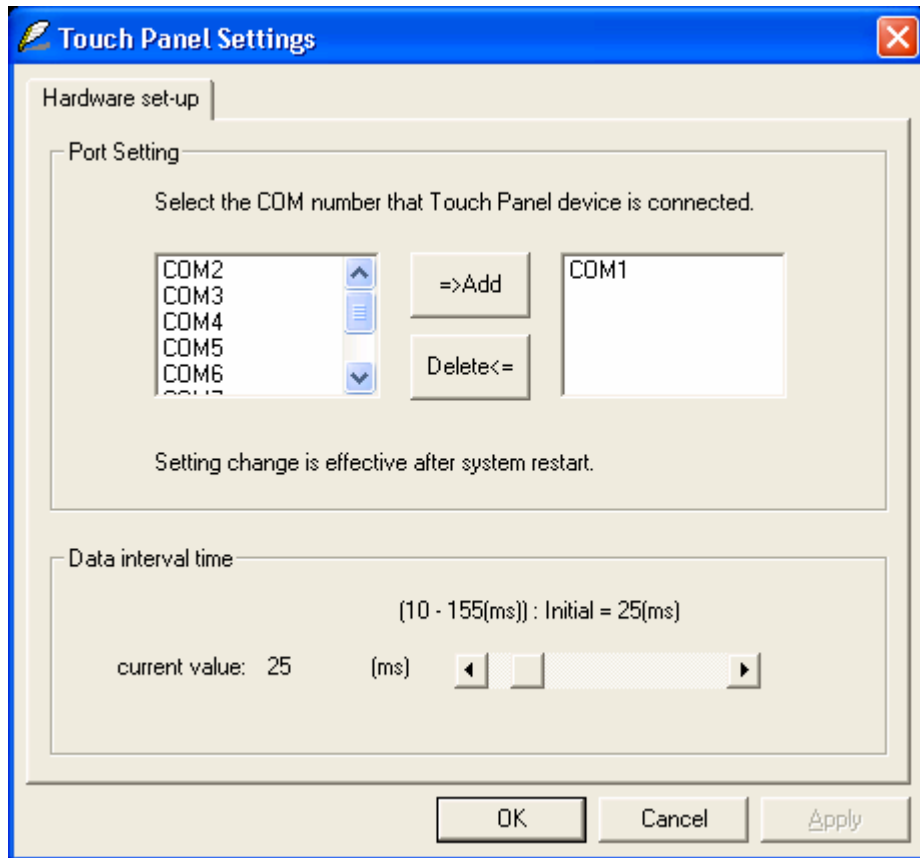 Touch Panel Settings
Hardware set-up
Port Setting
Select the COM number that Touch Panel device is connected.
COM2
COM3
COM4
COM5
COM6
=>Add
Delete<=
COM1
Setting change is effective after system restart.
Data interval time
(10 - 155(ms)) : Initial = 25(ms)
current value: 25 (ms)
OK Cancel Apply